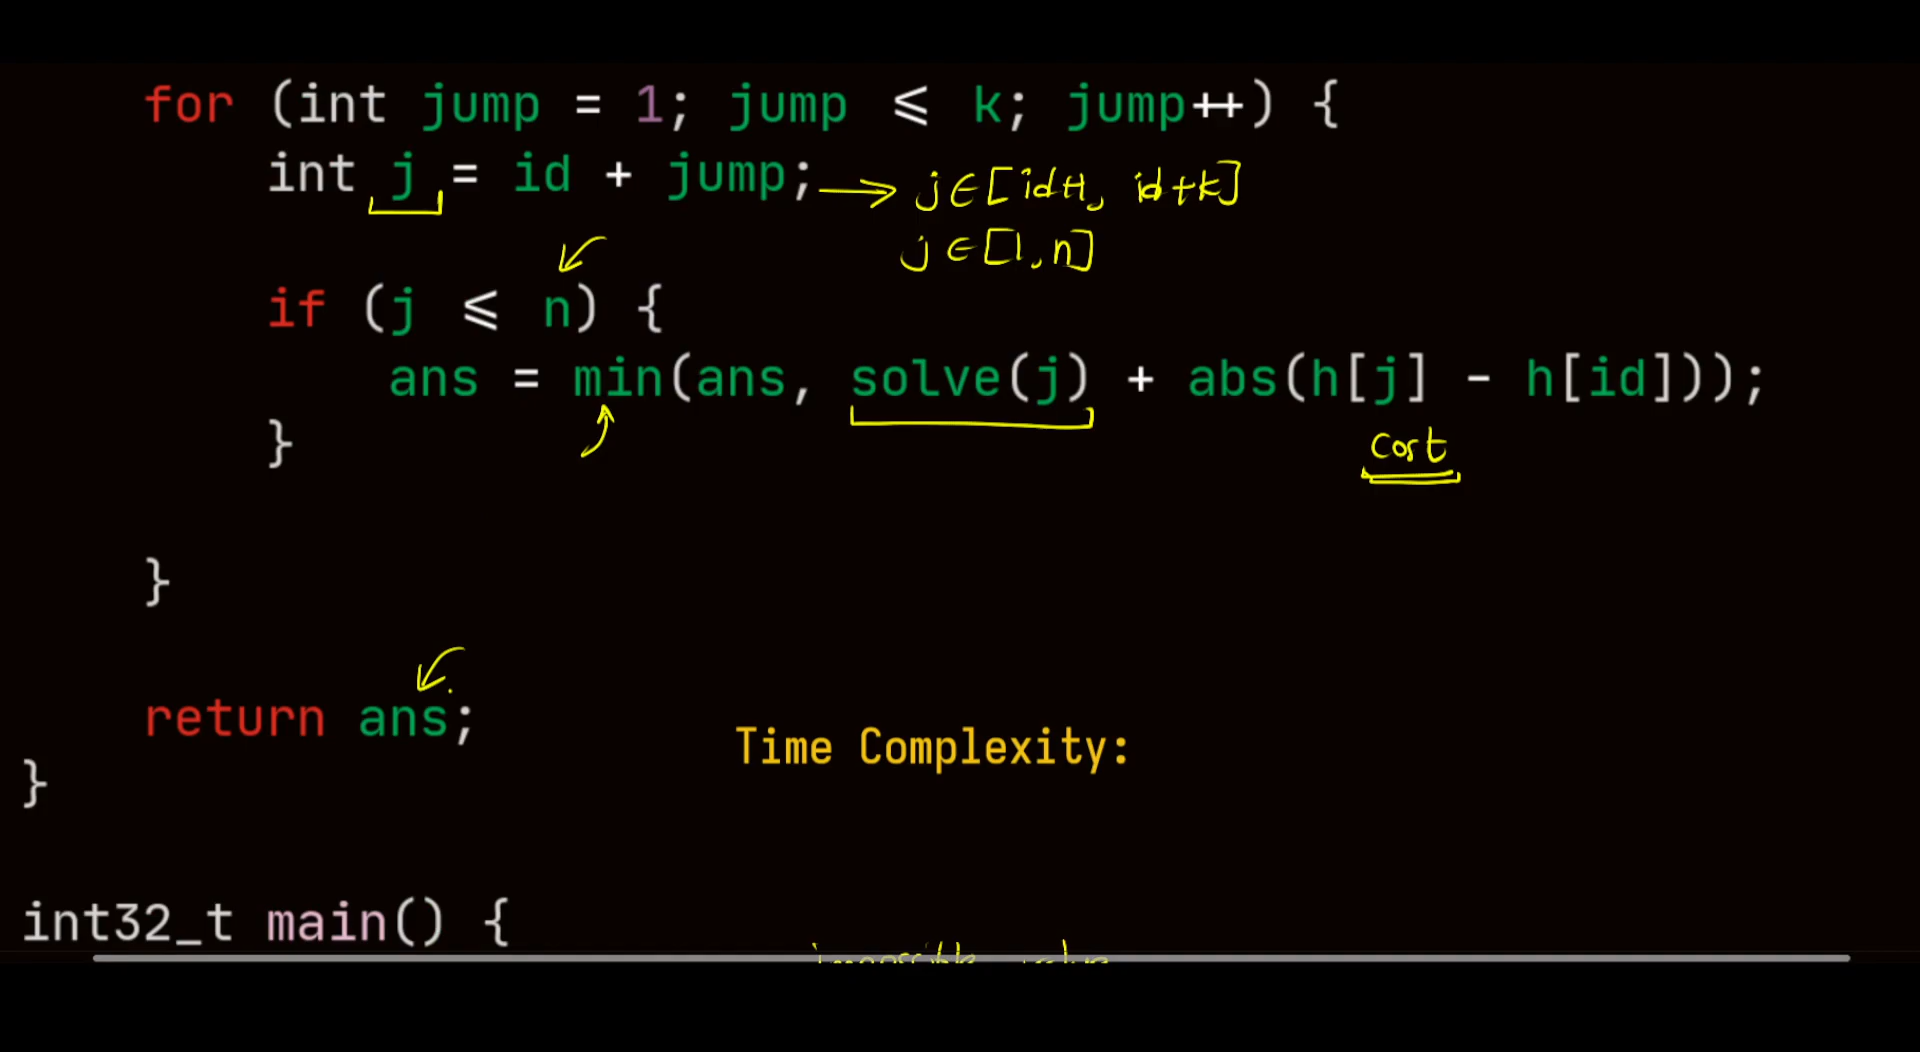 for (int jump = 1; jump <= k; jump++) {
int j = id + jump; → j ∈ [id+1, id+k]
j ∈ [1, n]
if (j <= n) {
ans = min(ans, solve(j) + abs(h[j] - h[id]));
cost
}
}
return ans;
Time Complexity:
}
int32_t main() {